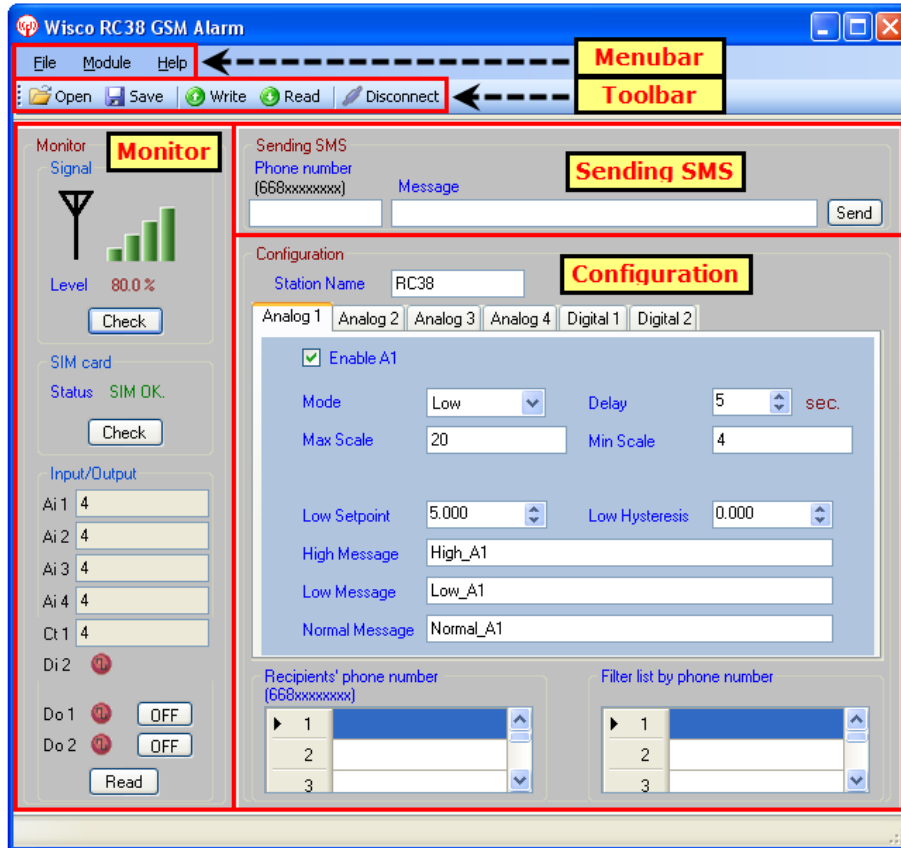 Wisco RC38 GSM Alarm
File Module Help
Menubar
Open Save Write Read Disconnect
Toolbar
Monitor
Monitor
Signal
Level 80.0 %
Check
SIM card
Status SIM OK.
Check
Input/Output
Ai 1 4
Ai 2 4
Ai 3 4
Ai 4 4
Ct 1 4
Di 2
Do 1 OFF
Do 2 OFF
Read
Sending SMS
Sending SMS
Phone number
(668xxxxxxxx) Message
Send
Configuration
Configuration
Station Name RC38
Analog 1 Analog 2 Analog 3 Analog 4 Digital 1 Digital 2
Enable A1
Mode Low Delay 5 sec.
Max Scale 20 Min Scale 4
Low Setpoint 5.000 Low Hysteresis 0.000
High Message High_A1
Low Message Low_A1
Normal Message Normal_A1
Recipients' phone number
(668xxxxxxxx)
1
2
3
Filter list by phone number
1
2
3